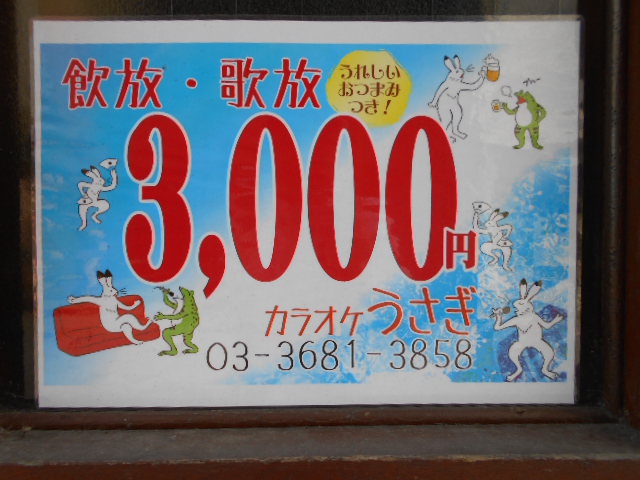 飲放・歌放
うれしい
おつまみ
つき!
3,000円
カラオケ うさぎ
03-3681-3858